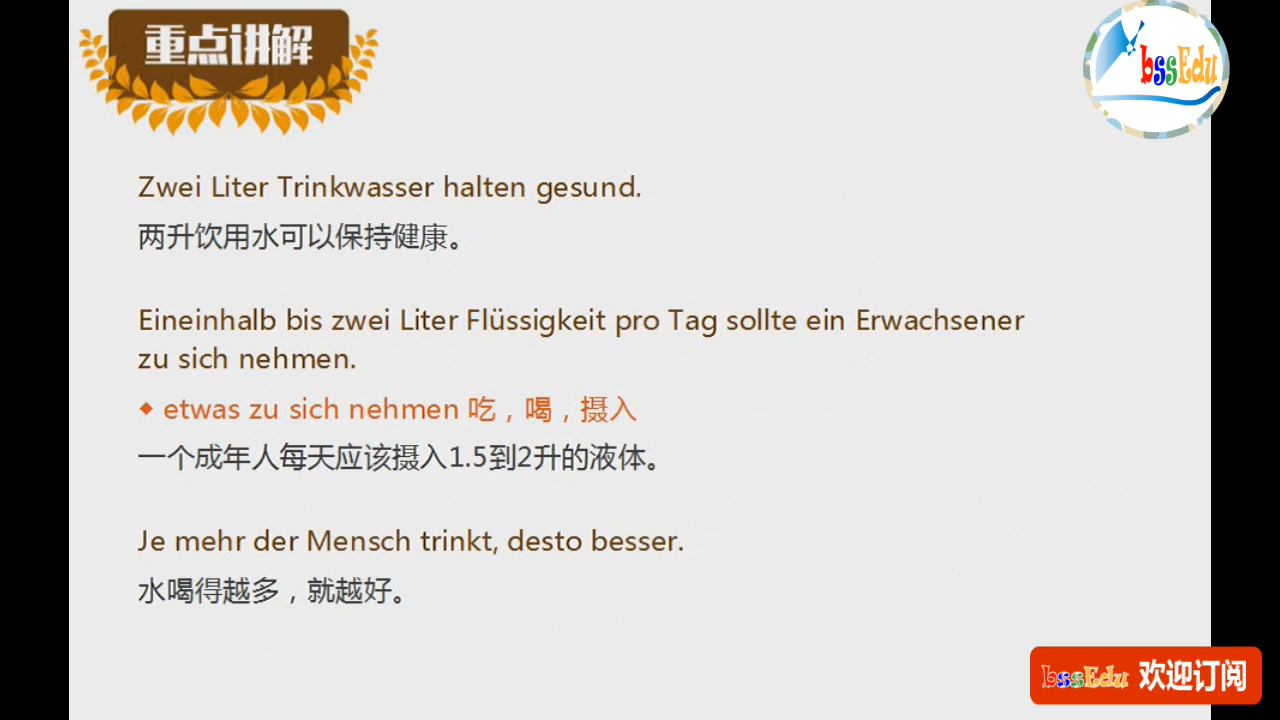 重点讲解
bssEdu
Zwei Liter Trinkwasser halten gesund.
两升饮用水可以保持健康。
Eineinhalb bis zwei Liter Flüssigkeit pro Tag sollte ein Erwachsener
zu sich nehmen.
◆ etwas zu sich nehmen 吃，喝，摄入
一个成年人每天应该摄入1.5到2升的液体。
Je mehr der Mensch trinkt, desto besser.
水喝得越多，就越好。
bssEdu 欢迎订阅